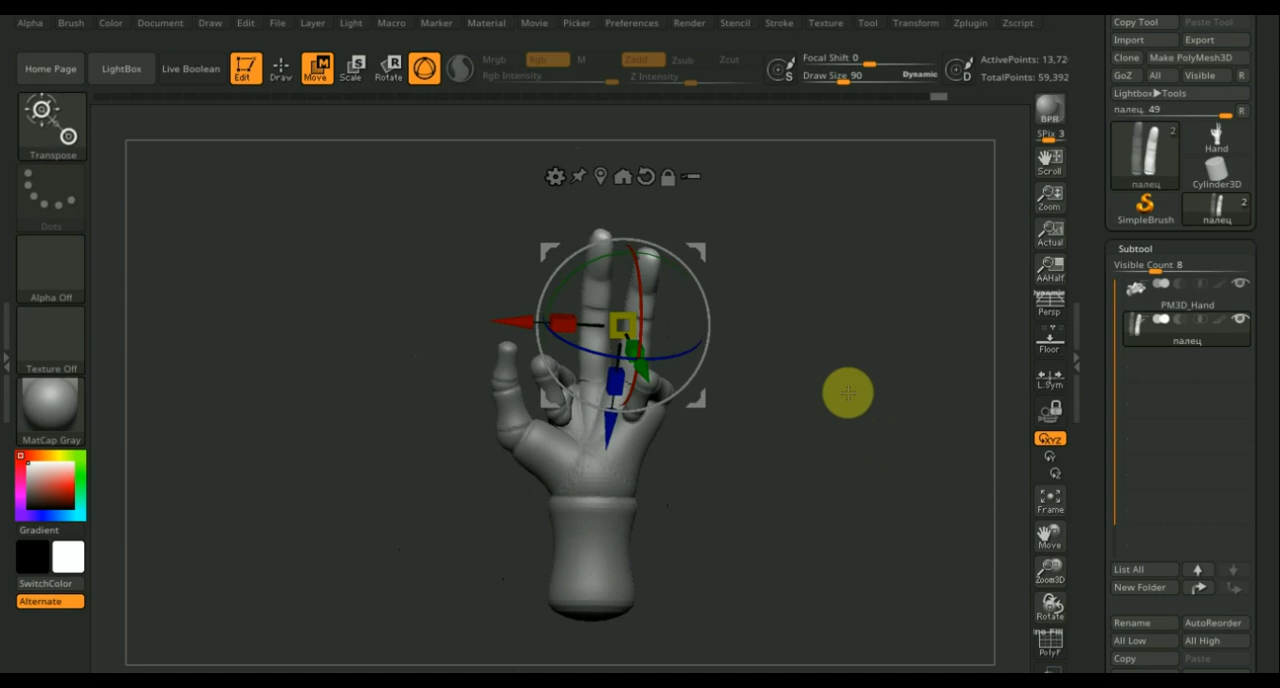 Alpha Brush Color Document Draw Edit File Layer Light Macro Marker Material Movie Picker Preferences Render Stencil Stroke Texture Tool Transform Zplugin Zscript
Home Page
LightBox
Live Boolean
Edit
Draw
Move
Scale
Rotate
Mrgb Rgb M
Rgb Intensity
Zadd Zsub Zcut
Z Intensity
Focal Shift 0
Draw Size 90 Dynamic
ActivePoints: 13,72
TotalPoints: 59,392
Transpose
Dots
Alpha Off
Texture Off
MatCap Gray
Gradient
SwitchColor
Alternate
BPR
SPix 3
Scroll
Zoom
Actual
AAHalf
Dynamic
Persp
Floor
L.Sym
XYZ
Frame
Move
Zoom3D
Rotate
PolyF
Copy Tool Paste Tool
Import Export
Clone Make PolyMesh3D
GoZ All Visible R
Lightbox▶Tools
палец. 49 R
2
палец
Hand
Cylinder3D
SimpleBrush
2
палец
Subtool
Visible Count 8
PM3D_Hand
палец
List All
New Folder
Rename AutoReorder
All Low All High
Copy Paste